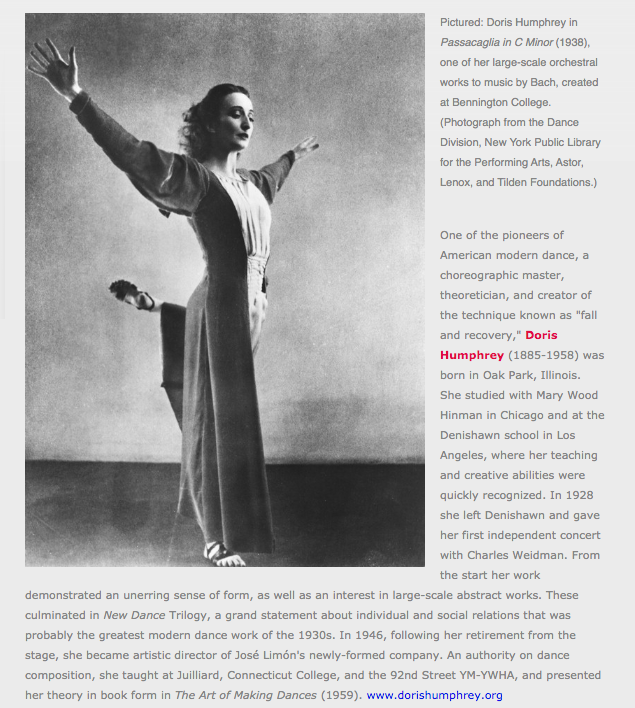 Pictured: Doris Humphrey in
Passacaglia in C Minor (1938),
one of her large-scale orchestral
works to music by Bach, created
at Bennington College.
(Photograph from the Dance
Division, New York Public Library
for the Performing Arts, Astor,
Lenox, and Tilden Foundations.)
One of the pioneers of
American modern dance, a
choreographic master,
theoretician, and creator of
the technique known as "fall
and recovery," Doris
Humphrey (1885-1958) was
born in Oak Park, Illinois.
She studied with Mary Wood
Hinman in Chicago and at the
Denishawn school in Los
Angeles, where her teaching
and creative abilities were
quickly recognized. In 1928
she left Denishawn and gave
her first independent concert
with Charles Weidman. From
the start her work
demonstrated an unerring sense of form, as well as an interest in large-scale abstract works. These
culminated in New Dance Trilogy, a grand statement about individual and social relations that was
probably the greatest modern dance work of the 1930s. In 1946, following her retirement from the
stage, she became artistic director of José Limón's newly-formed company. An authority on dance
composition, she taught at Juilliard, Connecticut College, and the 92nd Street YM-YWHA, and presented
her theory in book form in The Art of Making Dances (1959). www.dorishumphrey.org